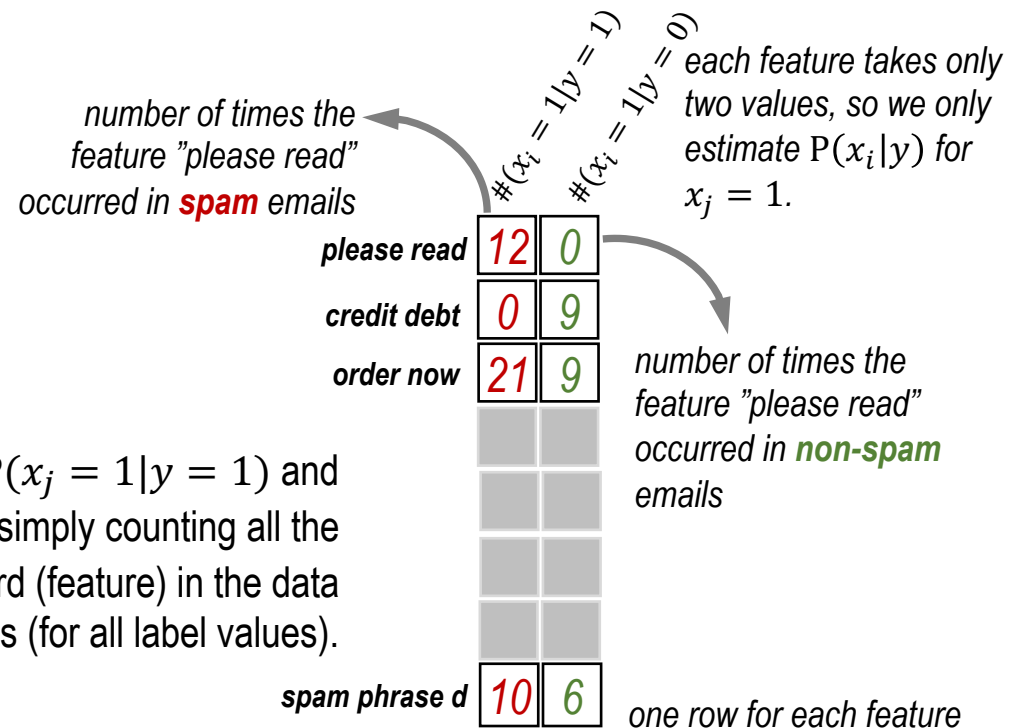 #(x_i = 1|y = 1)
#(x_i = 1|y = 0)
each feature takes only
two values, so we only
estimate P(x_i|y) for
x_j = 1.
number of times the
feature ”please read”
occurred in spam emails
please read 12 0
credit debt 0 9
order now 21 9
number of times the
feature ”please read”
occurred in non-spam
emails
P(x_j = 1|y = 1) and
simply counting all the
rd (feature) in the data
s (for all label values).
spam phrase d 10 6
one row for each feature